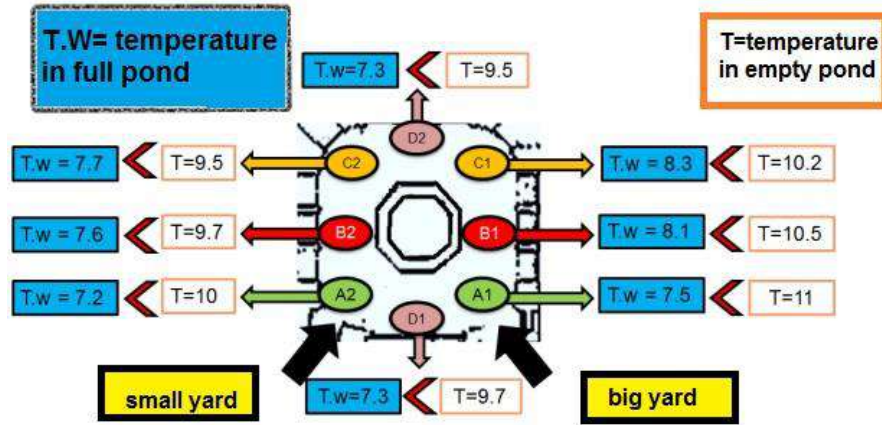 T.W= temperature
in full pond
T=temperature
in empty pond
T.w=7.3 T=9.5
D2
T.w = 7.7 T=9.5 C2 C1 T.w = 8.3 T=10.2
T.w = 7.6 T=9.7 B2 B1 T.w = 8.1 T=10.5
T.w = 7.2 T=10 A2 A1 T.w = 7.5 T=11
D1
small yard T.w=7.3 T=9.7 big yard